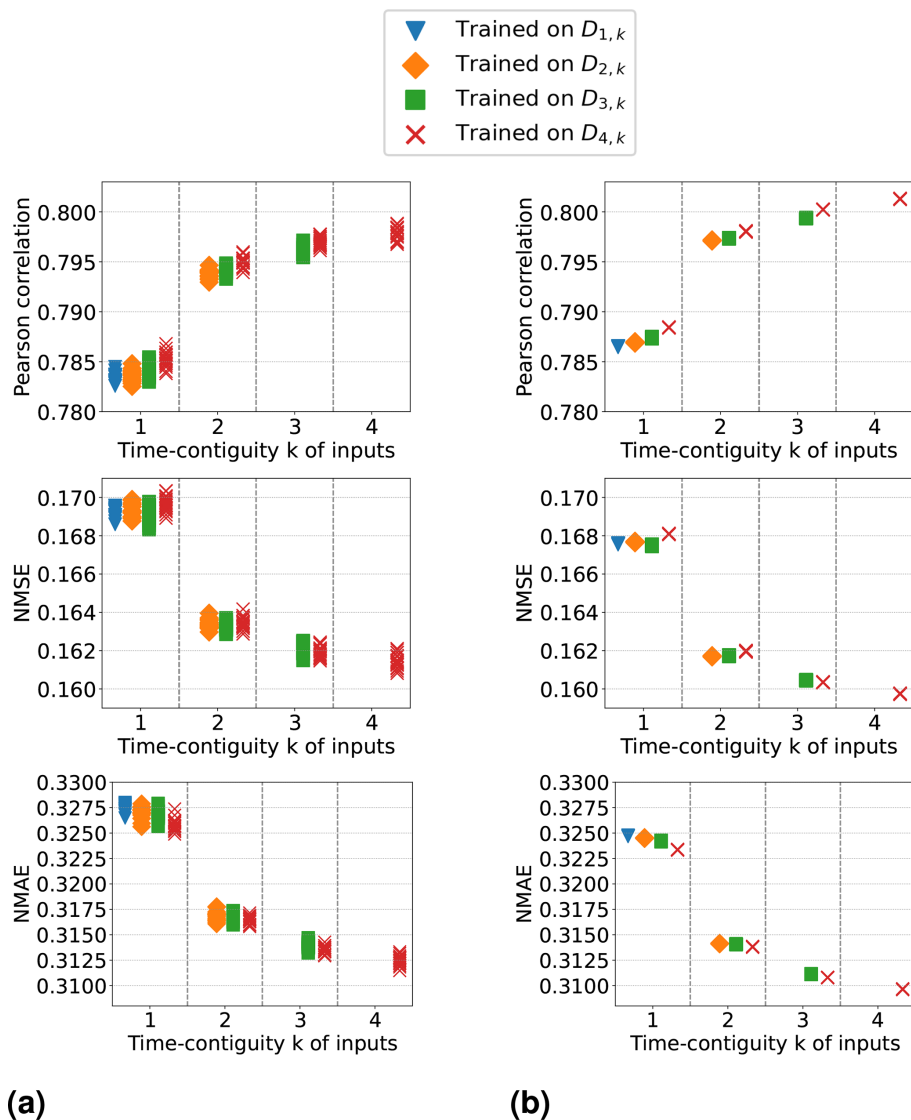 Trained on D1,k
Trained on D2,k
Trained on D3,k
Trained on D4,k
0.800
0.795
0.790
0.785
0.780
Pearson correlation
1 2 3 4
Time-contiguity k of inputs
0.800
0.795
0.790
0.785
0.780
Pearson correlation
1 2 3 4
Time-contiguity k of inputs
0.170
0.168
0.166
0.164
0.162
0.160
NMSE
1 2 3 4
Time-contiguity k of inputs
0.170
0.168
0.166
0.164
0.162
0.160
NMSE
1 2 3 4
Time-contiguity k of inputs
0.3300
0.3275
0.3250
0.3225
0.3200
0.3175
0.3150
0.3125
0.3100
NMAE
1 2 3 4
Time-contiguity k of inputs
0.3300
0.3275
0.3250
0.3225
0.3200
0.3175
0.3150
0.3125
0.3100
NMAE
1 2 3 4
Time-contiguity k of inputs
(a) (b)